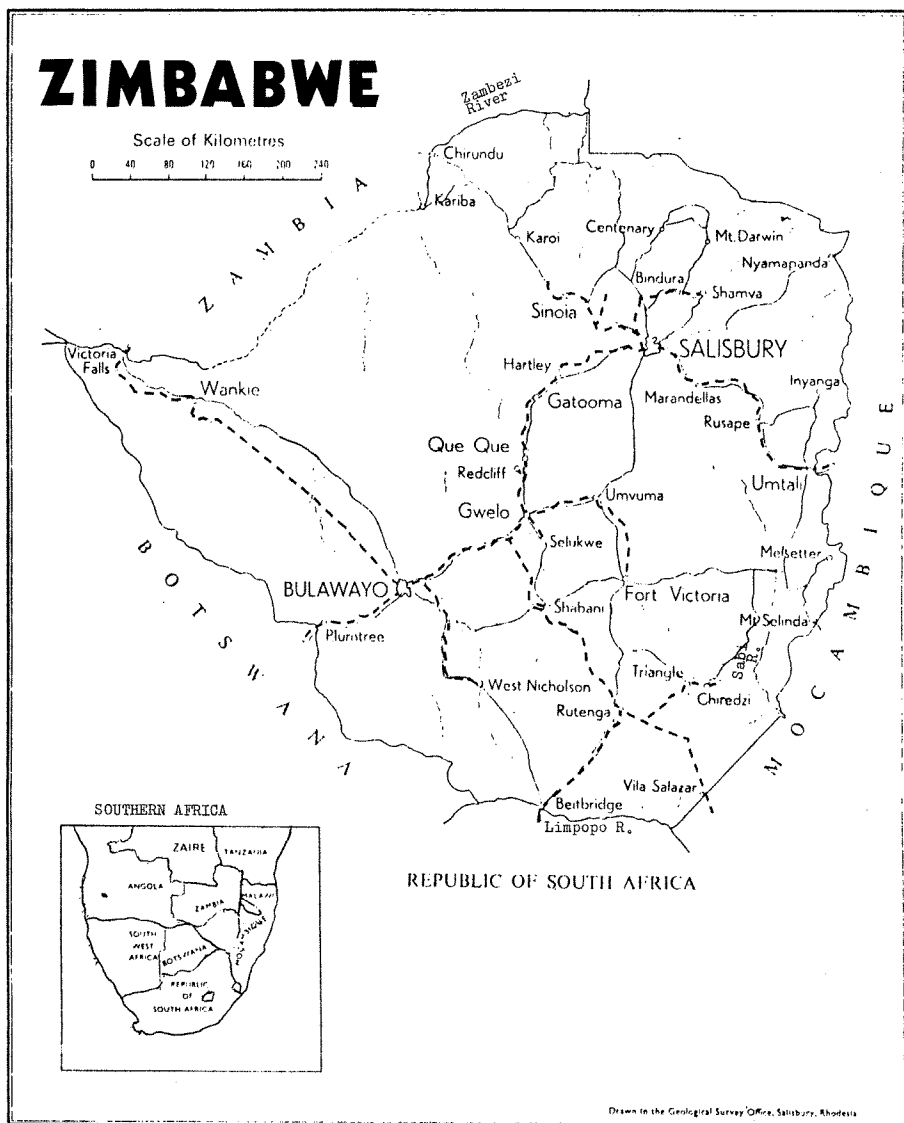 ZIMBABWE
Scale of Kilometres
0 40 80 120 160 200 240
Zambezi
River
Chirundu
Kariba
ZAMBIA
Karoi
Centenary
Mt. Darwin
Nyamapanda
Bindura
Shamva
Sinoia
SALISBURY
Victoria
Falls
Hartley
Wankie
Inyanga
Gatooma
Marandellas
Rusape
Que Que
Redcliff
Umtali
Gwelo
Umvuma
Selukwe
Melsetter
BOTSWANA
BULAWAYO
Shabani
Fort Victoria
MOCAMBIQUE
Plumtree
Mt Selinda
Sabi
R.
Triangle
West Nicholson
Chiredzi
Rutenga
Vila Salazar
Beitbridge
Limpopo R.
SOUTHERN AFRICA
REPUBLIC OF SOUTH AFRICA
ZAIRE
TANZANIA
ANGOLA
MALAWI
ZAMBIA
MOCAMBIQUE
SOUTH
WEST
AFRICA
BOTSWANA
REPUBLIC
OF
SOUTH AFRICA
Drawn in the Geological Survey Office, Salisbury, Rhodesia